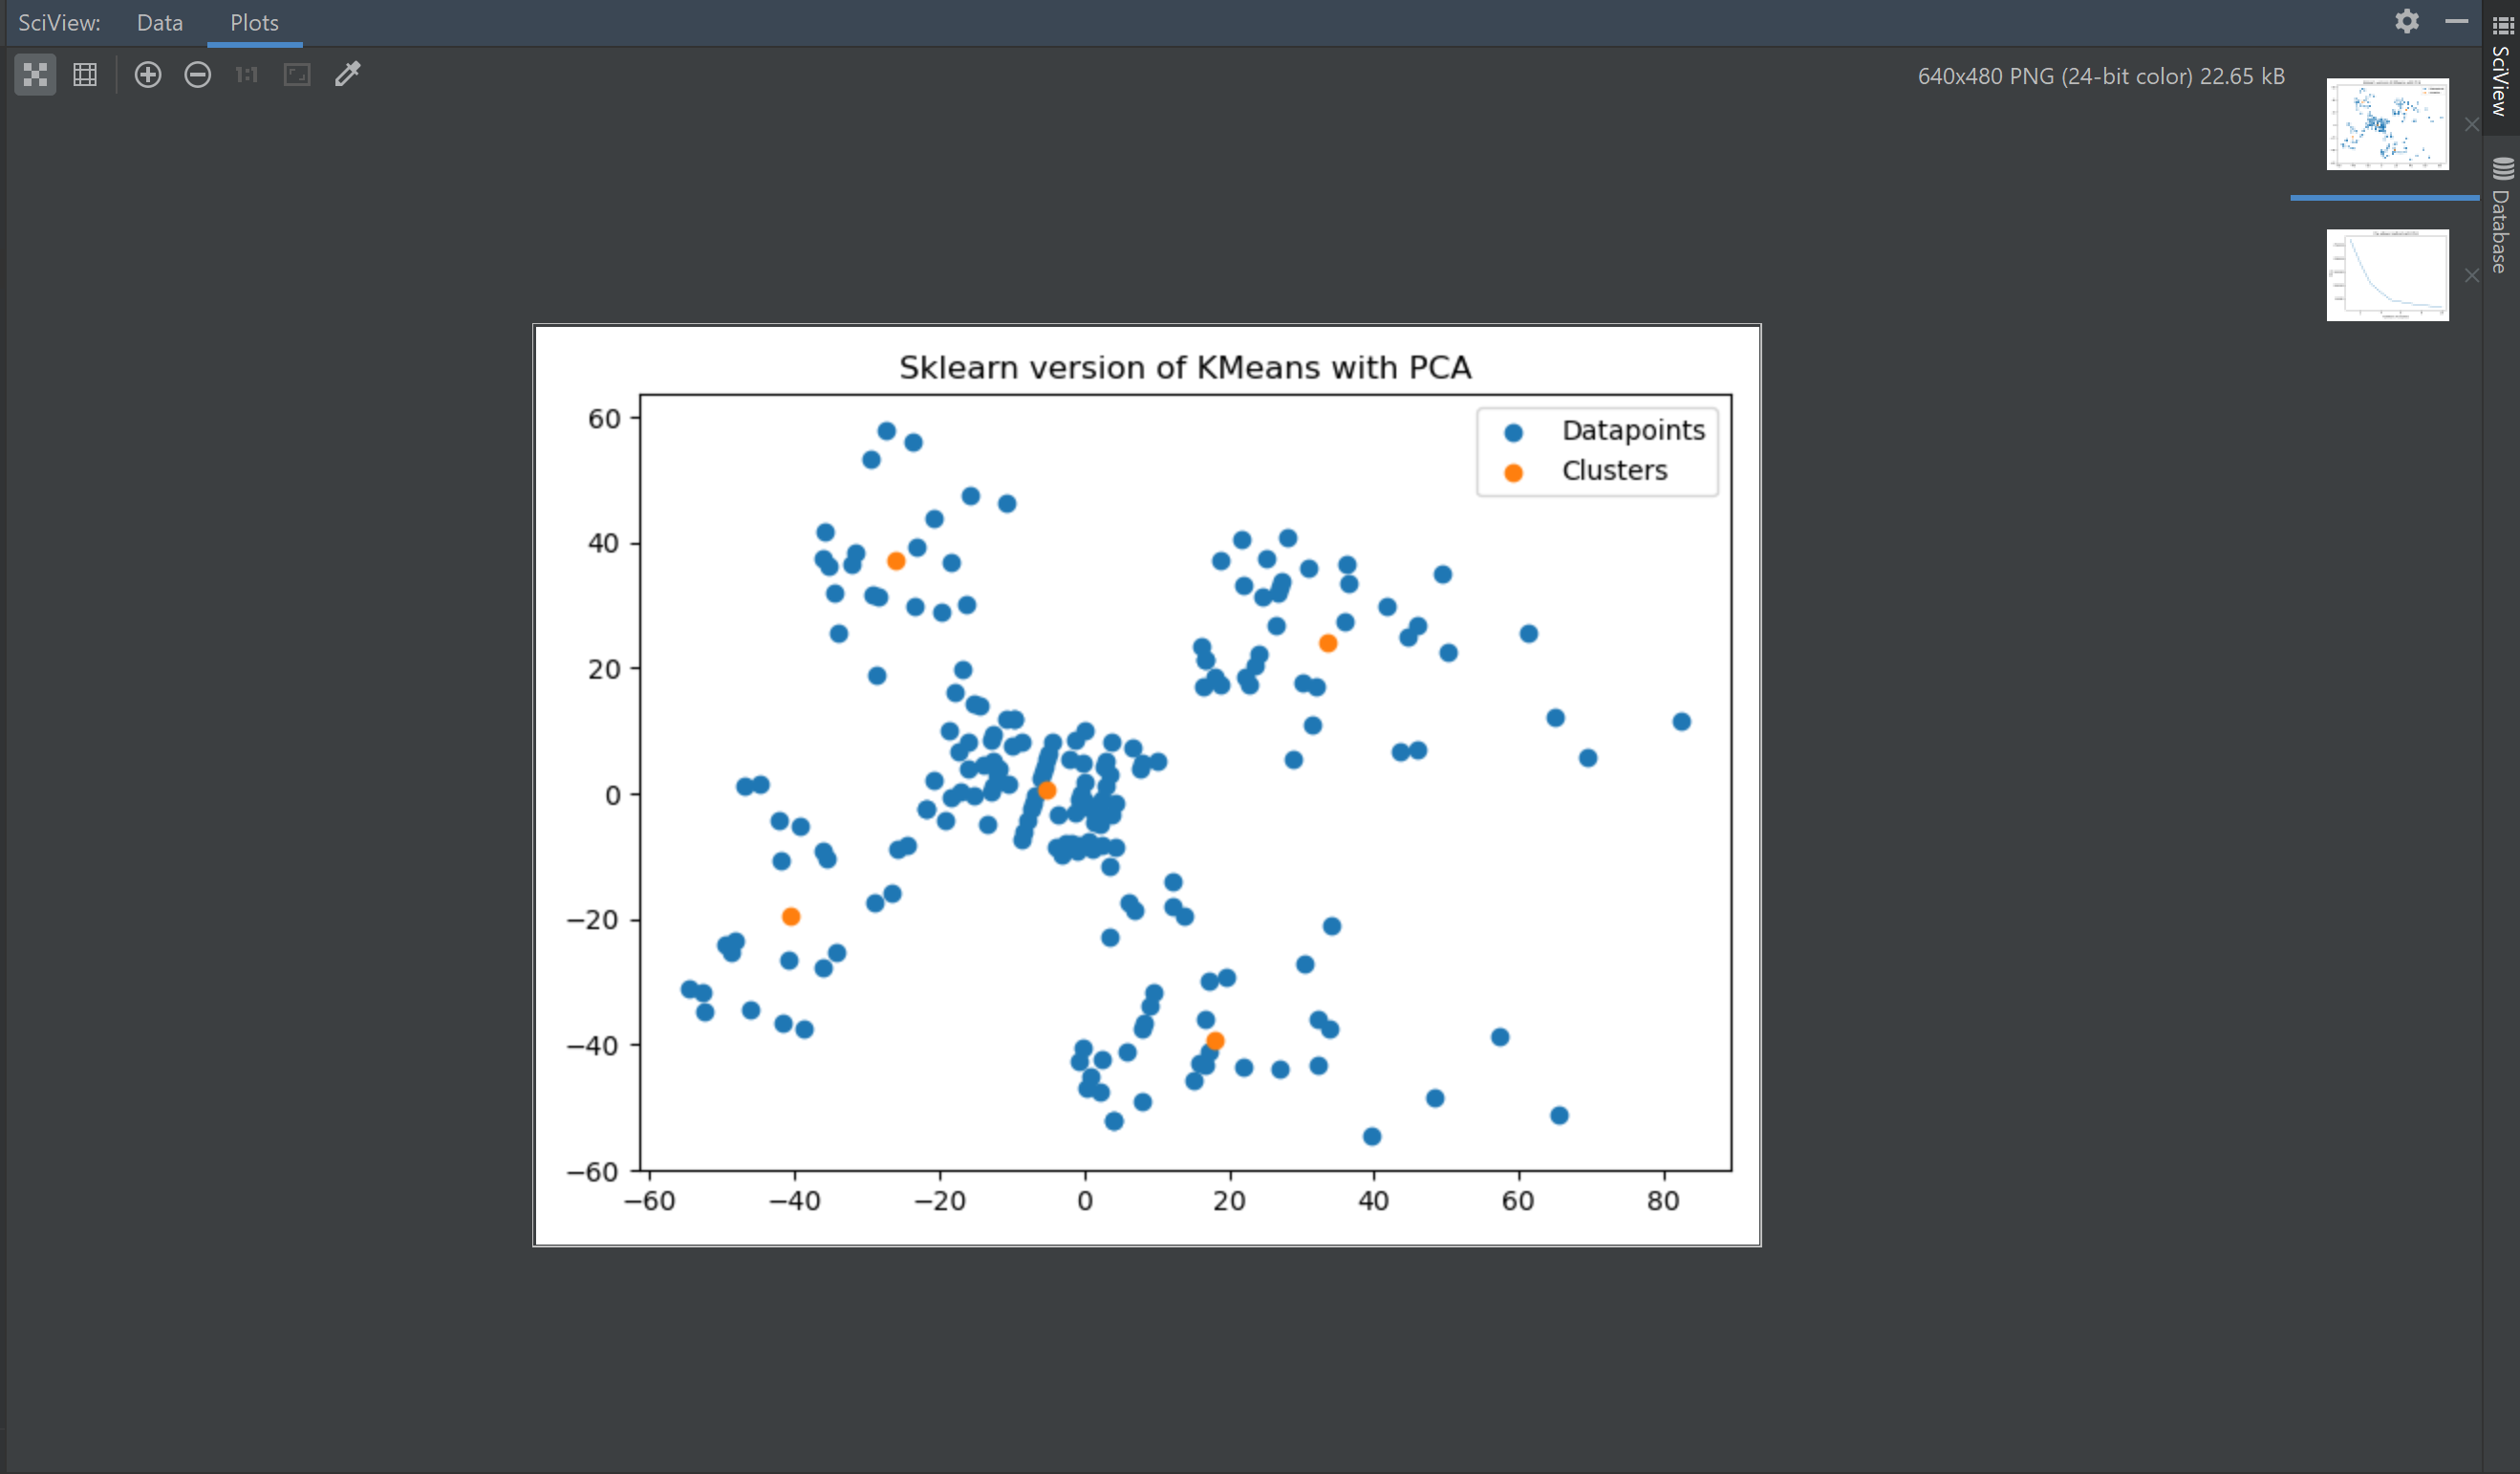 SciView: Data Plots
640x480 PNG (24-bit color) 22.65 kB
SciView
Database
Sklearn version of KMeans with PCA
Datapoints
Clusters
60
40
20
0
−20
−40
−60
−60 −40 −20 0 20 40 60 80
1:1